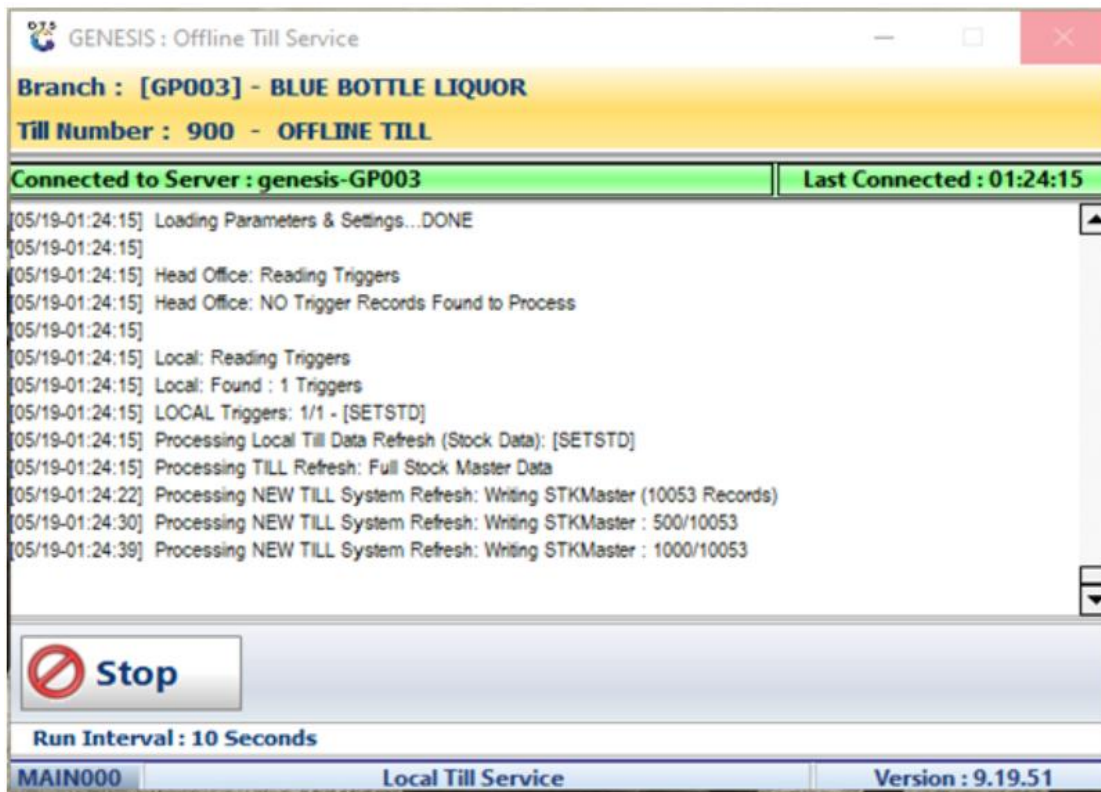 OTS
GENESIS : Offline Till Service
Branch : [GP003] - BLUE BOTTLE LIQUOR
Till Number : 900 - OFFLINE TILL
Connected to Server : genesis-GP003 Last Connected : 01:24:15
[05/19-01:24:15] Loading Parameters & Settings...DONE
[05/19-01:24:15]
[05/19-01:24:15] Head Office: Reading Triggers
[05/19-01:24:15] Head Office: NO Trigger Records Found to Process
[05/19-01:24:15]
[05/19-01:24:15] Local: Reading Triggers
[05/19-01:24:15] Local: Found : 1 Triggers
[05/19-01:24:15] LOCAL Triggers: 1/1 - [SETSTD]
[05/19-01:24:15] Processing Local Till Data Refresh (Stock Data): [SETSTD]
[05/19-01:24:15] Processing TILL Refresh: Full Stock Master Data
[05/19-01:24:22] Processing NEW TILL System Refresh: Writing STKMaster (10053 Records)
[05/19-01:24:30] Processing NEW TILL System Refresh: Writing STKMaster : 500/10053
[05/19-01:24:39] Processing NEW TILL System Refresh: Writing STKMaster : 1000/10053
Stop
Run Interval : 10 Seconds
MAIN000 Local Till Service Version : 9.19.51